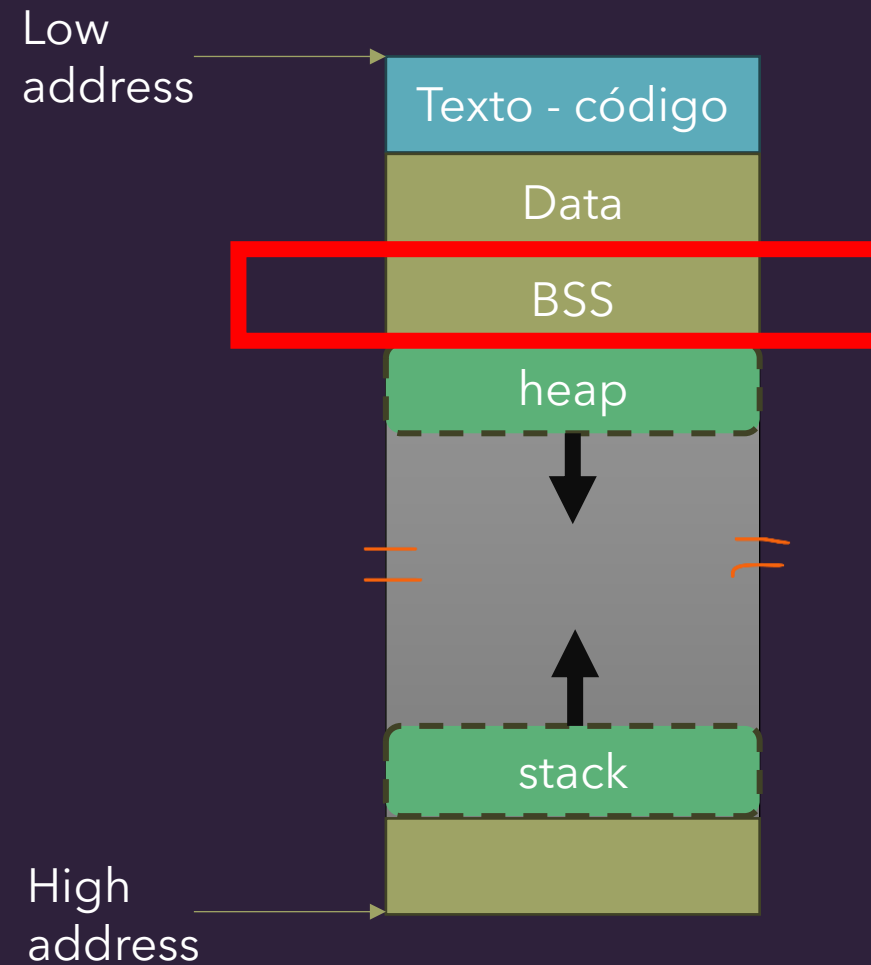 Low
address
Texto - código
Data
BSS
heap
stack
High
address